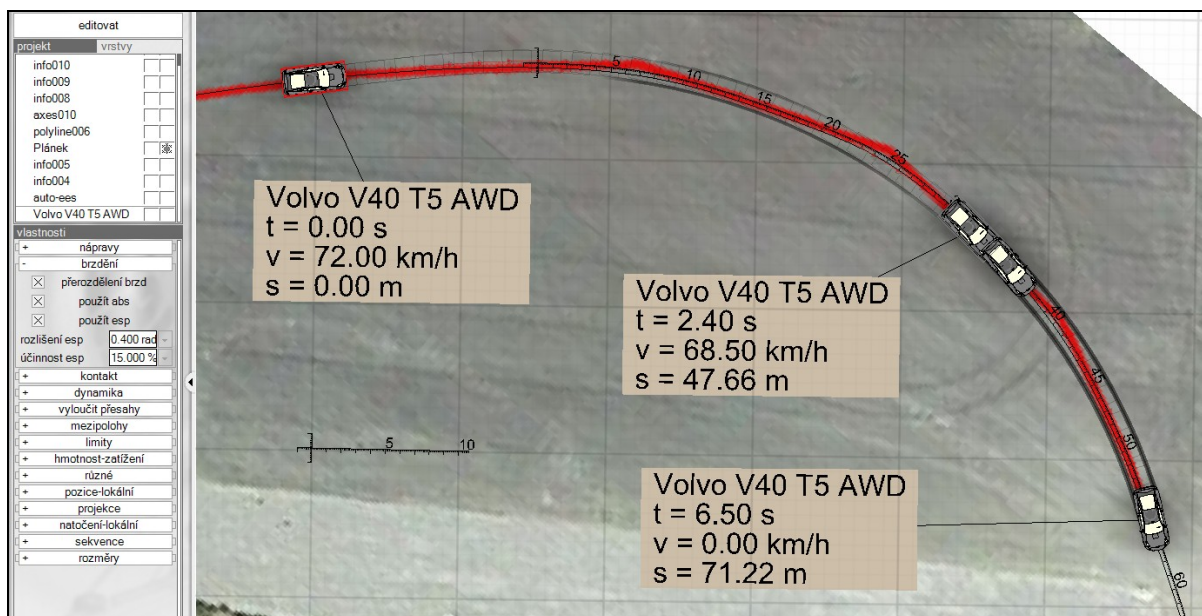 editovat
projekt
vrstvy
info010
info009
info008
axes010
polyline006
Plánek
info005
info004
auto-ees
Volvo V40 T5 AWD
vlastnosti
+ nápravy
- brzdění
přerozdělení brzd
použít abs
použít esp
rozlišení esp 0.400 rad
účinnost esp 15.000 %
+ kontakt
+ dynamika
+ vyloučit přesahy
+ mezipolohy
+ limity
+ hmotnost-zatížení
+ různé
+ pozice-lokální
+ projekce
+ natočení-lokální
+ sekvence
+ rozměry
5
10
15
20
25
40
45
50
60
Volvo V40 T5 AWD
t = 0.00 s
v = 72.00 km/h
s = 0.00 m
Volvo V40 T5 AWD
t = 2.40 s
v = 68.50 km/h
s = 47.66 m
5
10
Volvo V40 T5 AWD
t = 6.50 s
v = 0.00 km/h
s = 71.22 m